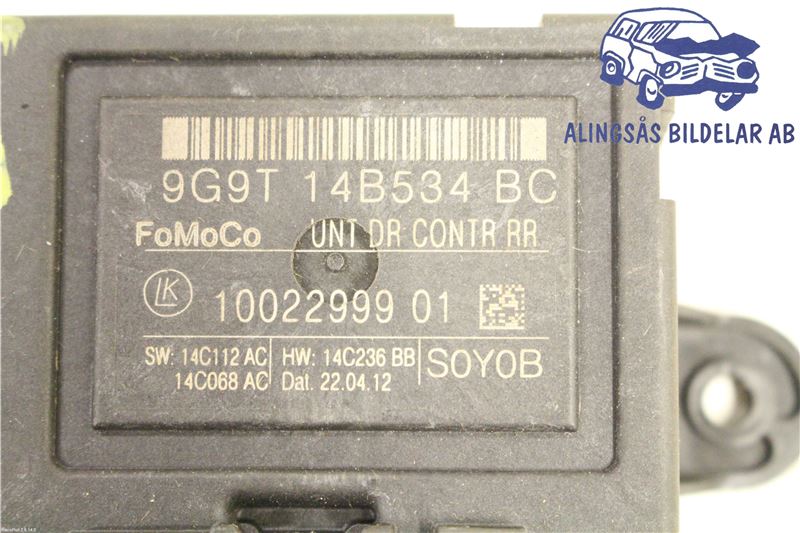 ALINGSÅS BILDELAR AB
9G9T 14B534 BC
FoMoCo UNT DR CONTR RR
LK 10022999 01
SW: 14C112 AC HW: 14C236 BB S0Y0B
14C068 AC Dat. 22.04.12